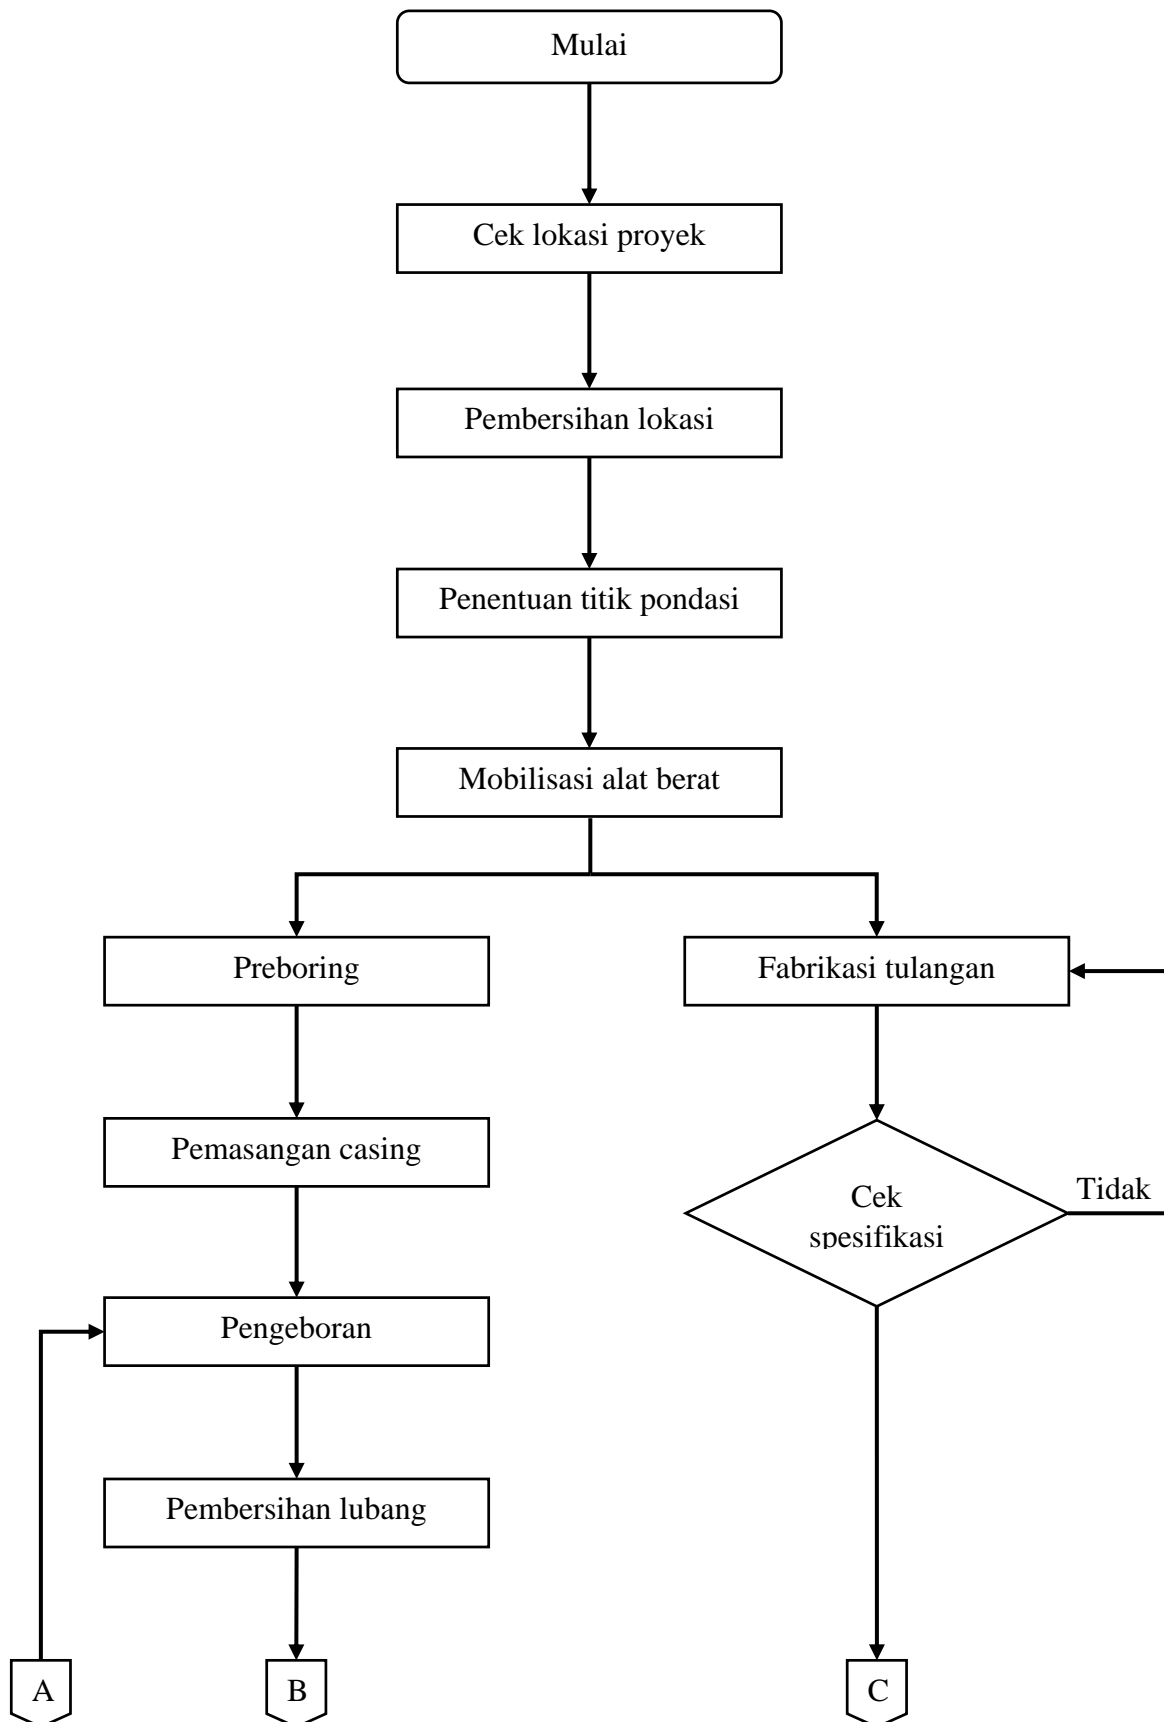 Mulai
Cek lokasi proyek
Pembersihan lokasi
Penentuan titik pondasi
Mobilisasi alat berat
Preboring
Fabrikasi tulangan
Pemasangan casing
Cek
spesifikasi
Tidak
Pengeboran
Pembersihan lubang
A
B
C